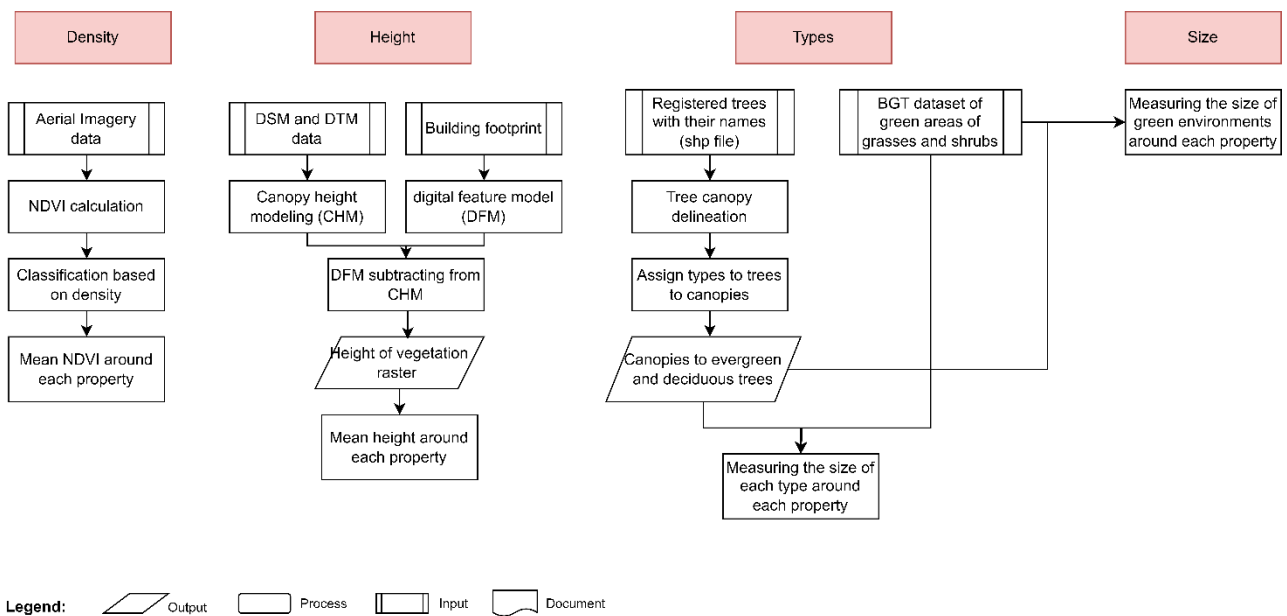 Density
Height
Types
Size
Aerial Imagery
data
NDVI calculation
Classification based
on density
Mean NDVI around
each property
DSM and DTM
data
Building footprint
Canopy height
modeling (CHM)
digital feature model
(DFM)
DFM subtracting from
CHM
Height of vegetation
raster
Mean height around
each property
Registered trees
with their names
(shp file)
BGT dataset of
green areas of
grasses and shrubs
Tree canopy
delineation
Assign types to trees
to canopies
Canopies to evergreen
and deciduous trees
Measuring the size of
each type around
each property
Measuring the size of
green environments
around each property
Legend:
Output
Process
Input
Document